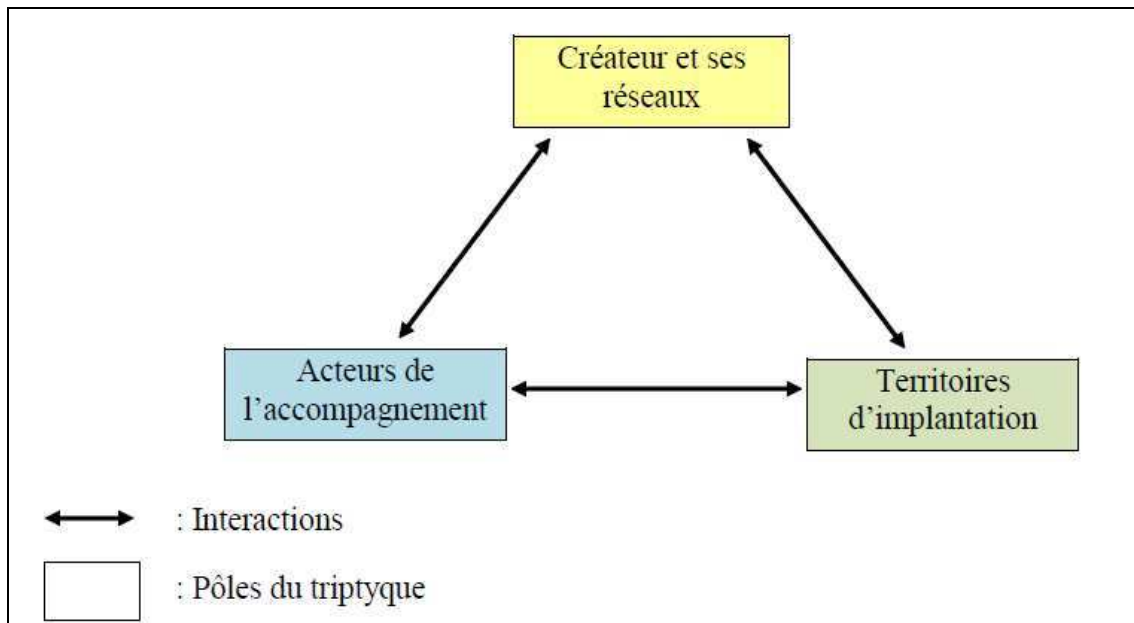 Créateur et ses
réseaux
Acteurs de
l'accompagnement
Territoires
d'implantation
: Interactions
: Pôles du triptyque